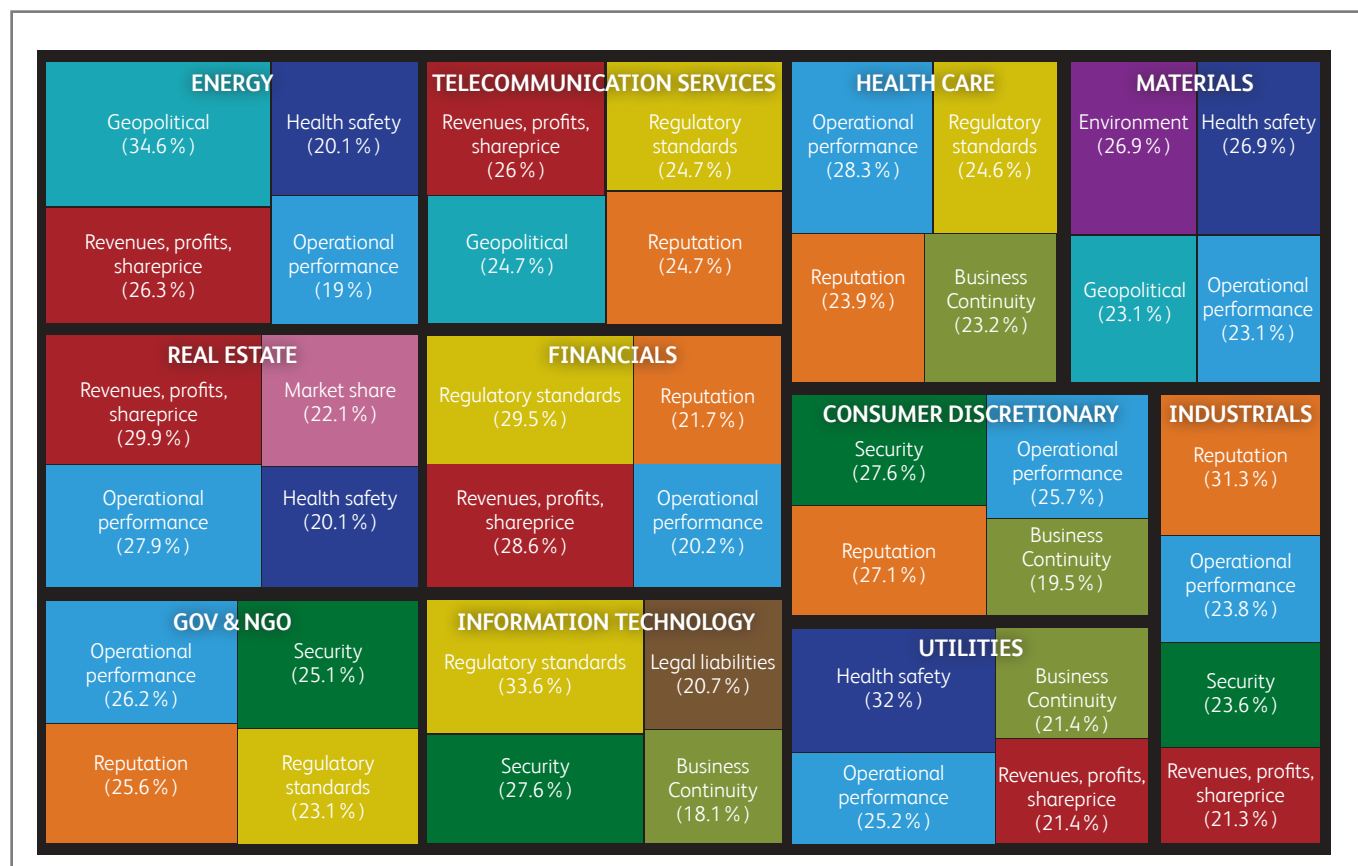 ENERGY
Geopolitical
(34.6%)
Health safety
(20.1%)
Revenues, profits,
shareprice
(26.3%)
Operational
performance
(19%)
TELECOMMUNICATION SERVICES
Revenues, profits,
shareprice
(26%)
Regulatory
standards
(24.7%)
Geopolitical
(24.7%)
Reputation
(24.7%)
HEALTH CARE
Operational
performance
(28.3%)
Regulatory
standards
(24.6%)
Reputation
(23.9%)
Business
Continuity
(23.2%)
MATERIALS
Environment
(26.9%)
Health safety
(26.9%)
Geopolitical
(23.1%)
Operational
performance
(23.1%)
REAL ESTATE
Revenues, profits,
shareprice
(29.9%)
Market share
(22.1%)
Operational
performance
(27.9%)
Health safety
(20.1%)
FINANCIALS
Regulatory standards
(29.5%)
Reputation
(21.7%)
Revenues, profits,
shareprice
(28.6%)
Operational
performance
(20.2%)
CONSUMER DISCRETIONARY
Security
(27.6%)
Operational
performance
(25.7%)
Reputation
(27.1%)
Business
Continuity
(19.5%)
INDUSTRIALS
Reputation
(31.3%)
Operational
performance
(23.8%)
Security
(23.6%)
Revenues, profits,
shareprice
(21.3%)
GOV & NGO
Operational
performance
(26.2%)
Security
(25.1%)
Reputation
(25.6%)
Regulatory
standards
(23.1%)
INFORMATION TECHNOLOGY
Regulatory standards
(33.6%)
Legal liabilities
(20.7%)
Security
(27.6%)
Business
Continuity
(18.1%)
UTILITIES
Health safety
(32%)
Business
Continuity
(21.4%)
Operational
performance
(25.2%)
Revenues, profits,
shareprice
(21.4%)